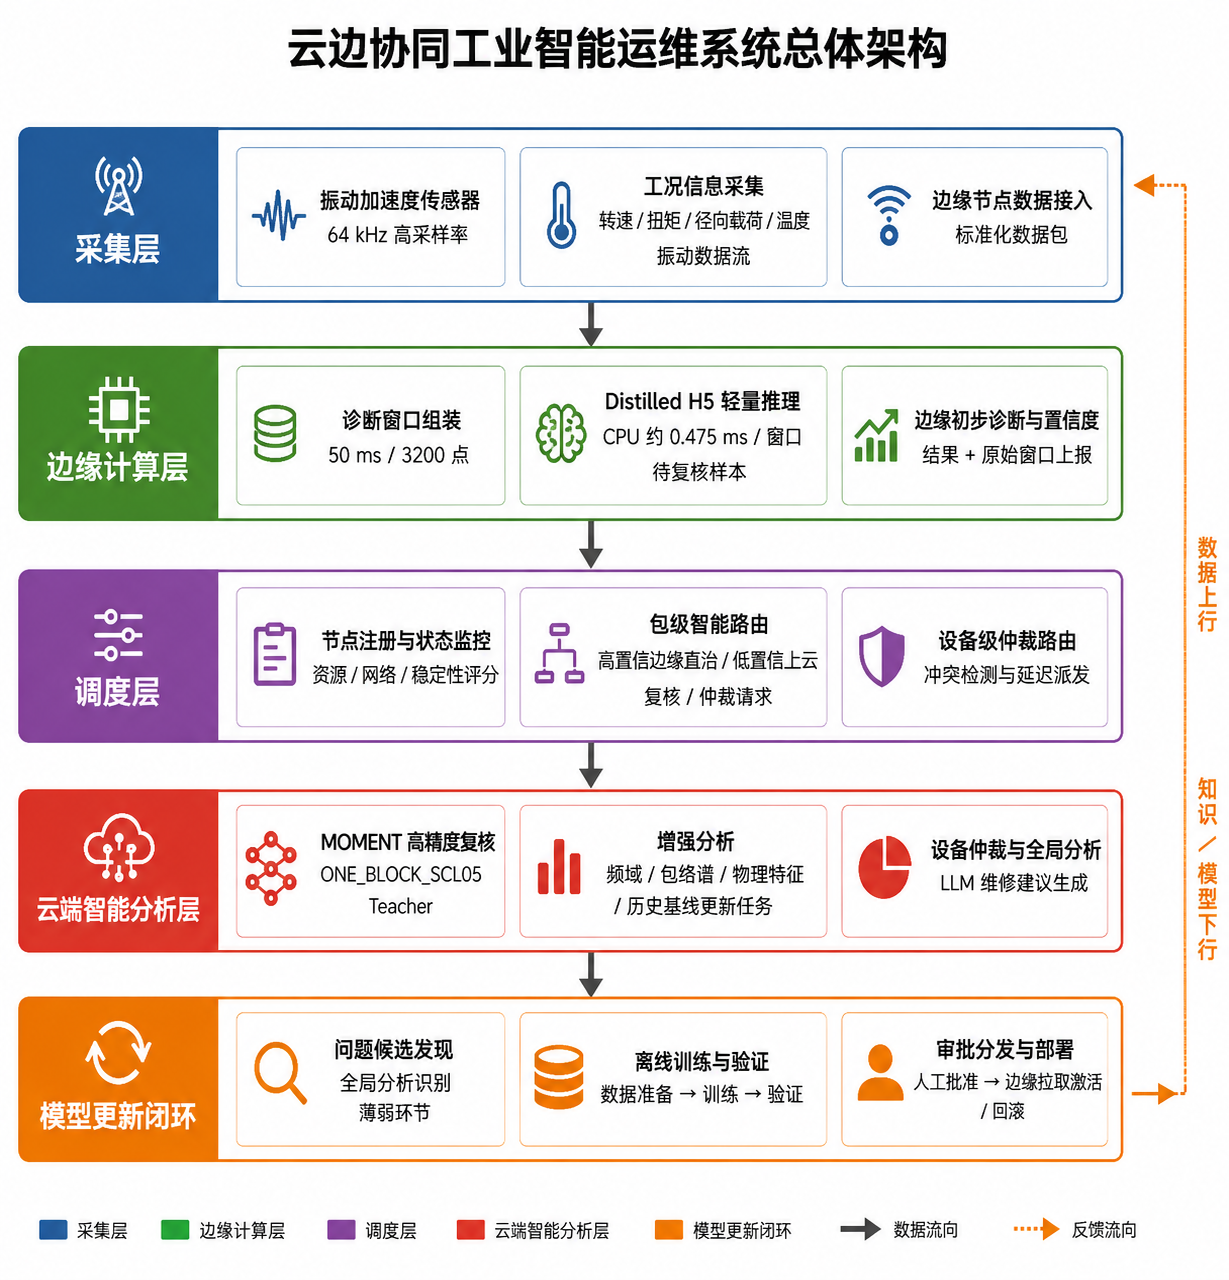 云边协同工业智能运维系统总体架构
采集层
振动加速度传感器
64 kHz 高采样率
工况信息采集
转速 / 扭矩 / 径向载荷 / 温度
振动数据流
边缘节点数据接入
标准化数据包
边缘计算层
诊断窗口组装
50 ms / 3200 点
Distilled H5 轻量推理
CPU 约 0.475 ms / 窗口
待复核样本
边缘初步诊断与置信度
结果 + 原始窗口上报
调度层
节点注册与状态监控
资源 / 网络 / 稳定性评分
包级智能路由
高置信边缘直治 / 低置信上云
复核 / 仲裁请求
设备级仲裁路由
冲突检测与延迟派发
云端智能分析层
MOMENT 高精度复核
ONE_BLOCK_SCL05
Teacher
增强分析
频域 / 包络谱 / 物理特征
/ 历史基线更新任务
设备仲裁与全局分析
LLM 维修建议生成
模型更新闭环
问题候选发现
全局分析识别
薄弱环节
离线训练与验证
数据准备 → 训练 → 验证
审批分发与部署
人工批准 → 边缘拉取激活
/ 回滚
数据上行
知识 / 模型下行
采集层
边缘计算层
调度层
云端智能分析层
模型更新闭环
数据流向
反馈流向